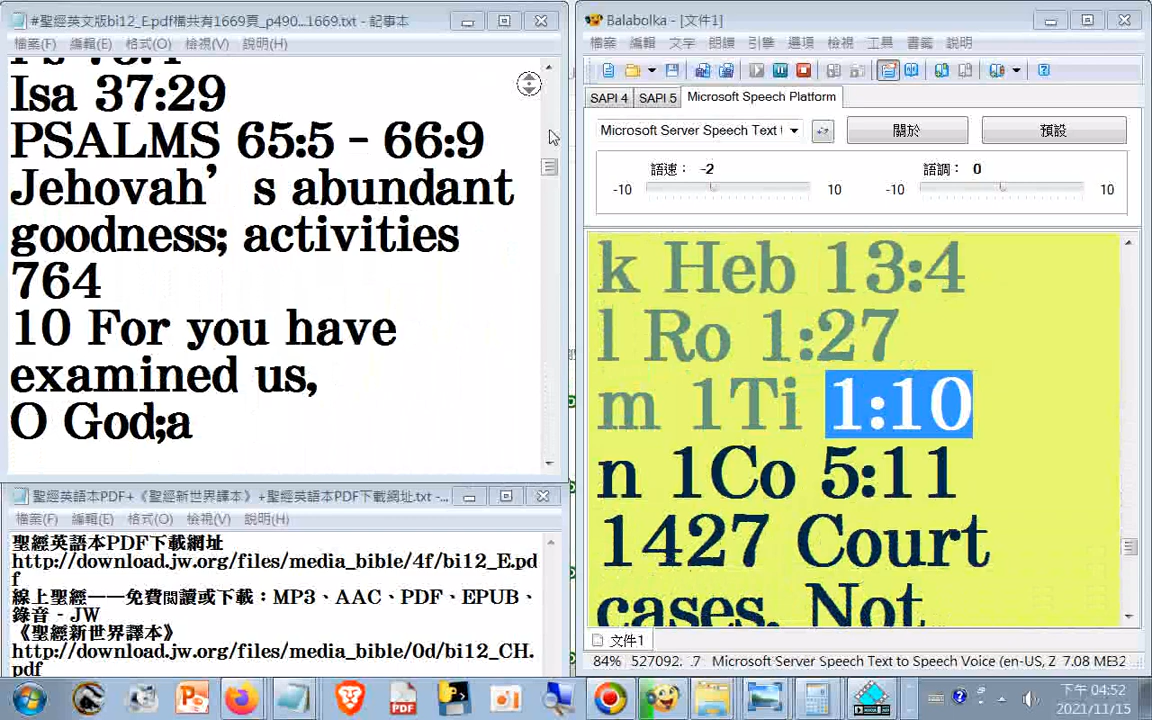 #聖經英文版bi12_Epdf檔共有1669頁_p490...1669.txt - 記事本
檔案(F) 編輯(E) 格式(O) 檢視(V) 說明(H)
Isa 37:29
PSALMS 65:5 – 66:9
Jehovah’s abundant
goodness; activities
764
10 For you have
examined us,
O God;a
聖經英語本PDF+《聖經新世界譯本》+聖經英語本PDF下載網址.txt - ...
檔案(F) 編輯(E) 格式(O) 檢視(V) 說明(H)
聖經英語本PDF下載網址
http://download.jw.org/files/media_bible/4f/bi12_E.pd
f
線上聖經——免費閱讀或下載：MP3、AAC、PDF、EPUB、
錄音 - JW
《聖經新世界譯本》
http://download.jw.org/files/media_bible/0d/bi12_CH.
pdf
Balabolka - [文件1]
檔案 編輯 文字 朗讀 引擎 選項 檢視 工具 書籤 說明
SAPI 4 SAPI 5 Microsoft Speech Platform
Microsoft Server Speech Text 關於 預設
語速： -2 語調： 0
-10 10 -10 10
k Heb 13:4
l Ro 1:27
m 1Ti 1:10
n 1Co 5:11
1427 Court
cases. Not
文件1
84% 527092. .7 Microsoft Server Speech Text to Speech Voice (en-US, Z 7.08 MB
下午 04:52
2021/11/15